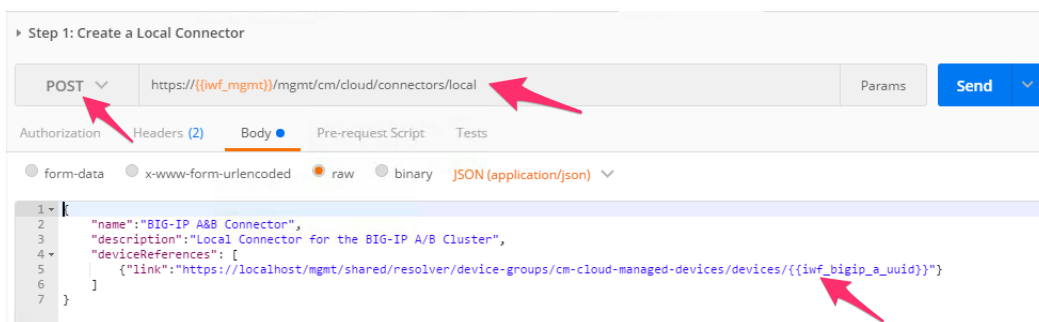 Step 1: Create a Local Connector
POST https://{{iwf_mgmt}}/mgmt/cm/cloud/connectors/local Params Send
Authorization Headers (2) Body Pre-request Script Tests
form-data x-www-form-urlencoded raw binary JSON (application/json)
1 {
2 "name":"BIG-IP A&B Connector",
3 "description":"Local Connector for the BIG-IP A/B Cluster",
4 "deviceReferences": [
5 {"link":"https://localhost/mgmt/shared/resolver/device-groups/cm-cloud-managed-devices/devices/{{iwf_bigip_a_uuid}}"}
6 ]
7 }